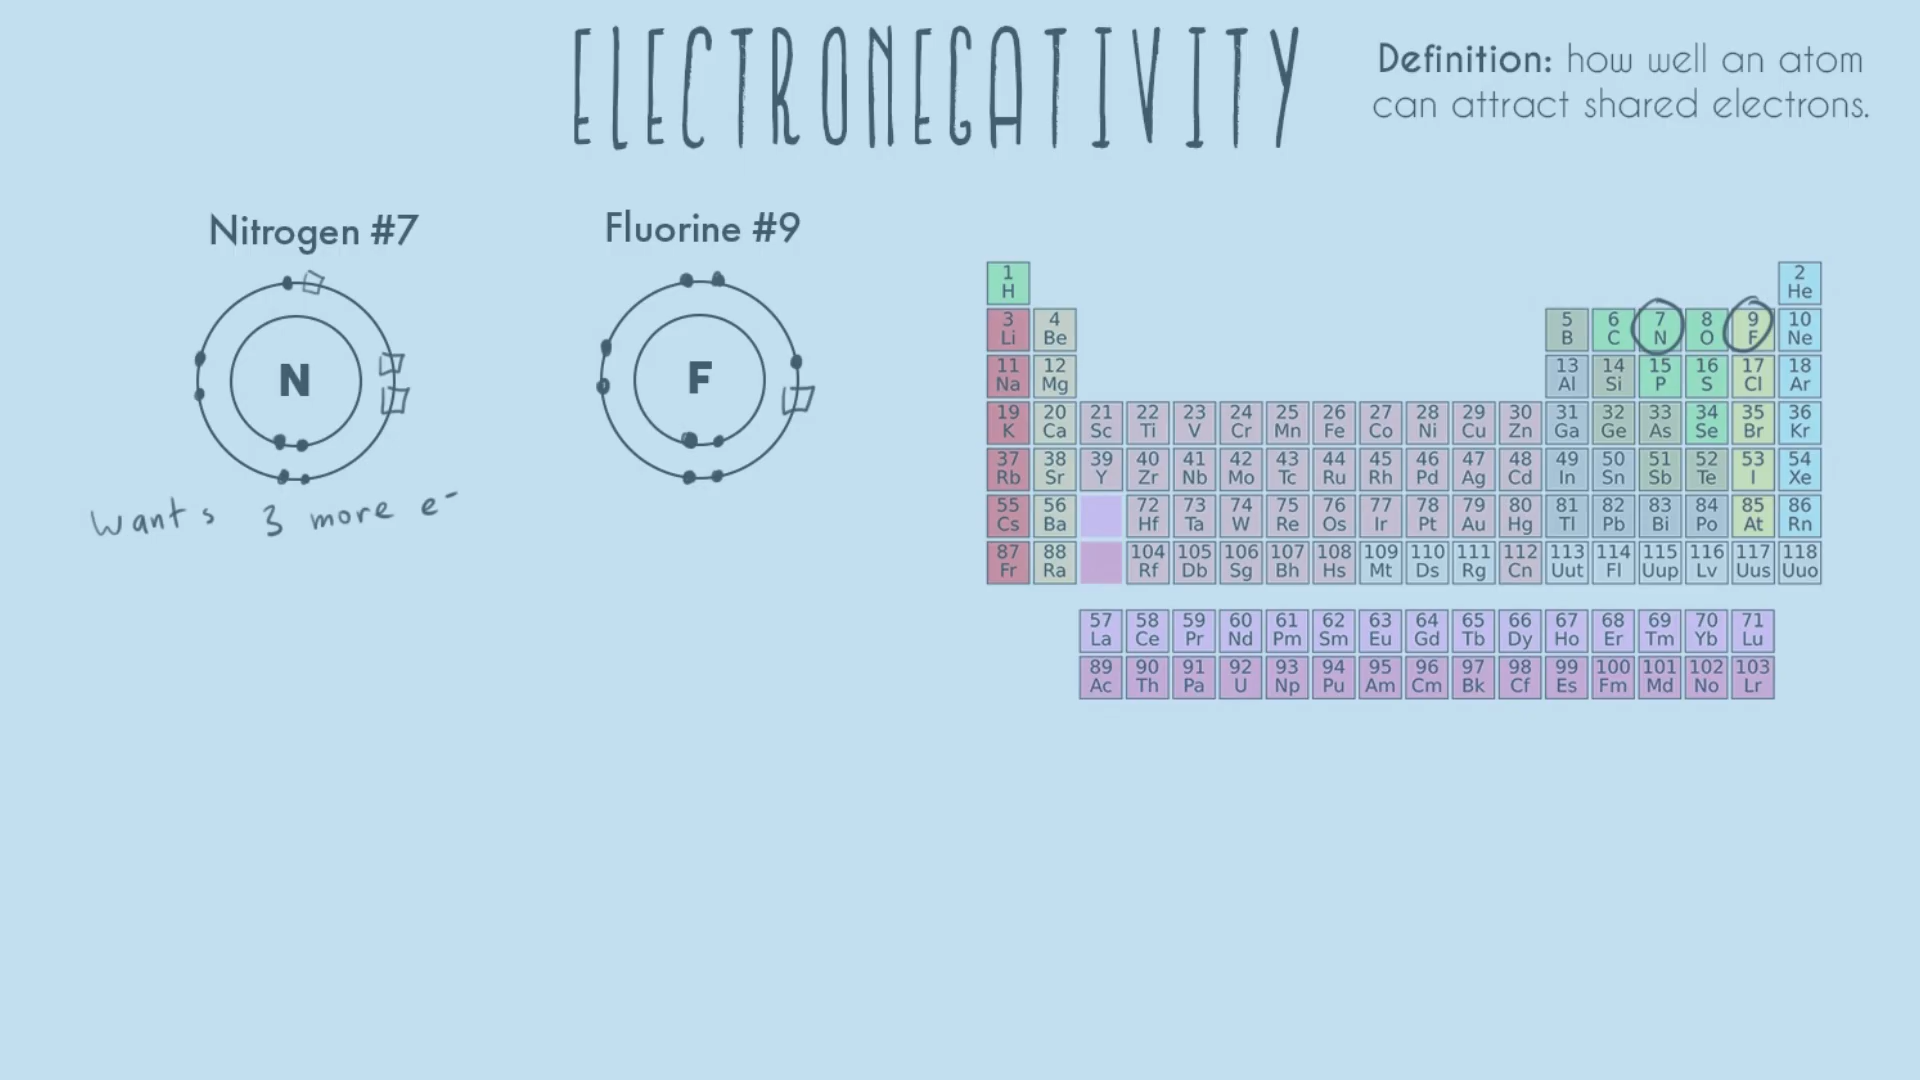 ELECTRONEGATIVITY
Definition: how well an atom
can attract shared electrons.
Nitrogen #7
Fluorine #9
N
F
wants 3 more e-
1 2
H He
3 4 5 6 7 8 9 10
Li Be B C N O F Ne
11 12 13 14 15 16 17 18
Na Mg Al Si P S Cl Ar
19 20 21 22 23 24 25 26 27 28 29 30 31 32 33 34 35 36
K Ca Sc Ti V Cr Mn Fe Co Ni Cu Zn Ga Ge As Se Br Kr
37 38 39 40 41 42 43 44 45 46 47 48 49 50 51 52 53 54
Rb Sr Y Zr Nb Mo Tc Ru Rh Pd Ag Cd In Sn Sb Te I Xe
55 56 72 73 74 75 76 77 78 79 80 81 82 83 84 85 86
Cs Ba Hf Ta W Re Os Ir Pt Au Hg Tl Pb Bi Po At Rn
87 88 104 105 106 107 108 109 110 111 112 113 114 115 116 117 118
Fr Ra Rf Db Sg Bh Hs Mt Ds Rg Cn Uut Fl Uup Lv Uus Uuo
57 58 59 60 61 62 63 64 65 66 67 68 69 70 71
La Ce Pr Nd Pm Sm Eu Gd Tb Dy Ho Er Tm Yb Lu
89 90 91 92 93 94 95 96 97 98 99 100 101 102 103
Ac Th Pa U Np Pu Am Cm Bk Cf Es Fm Md No Lr